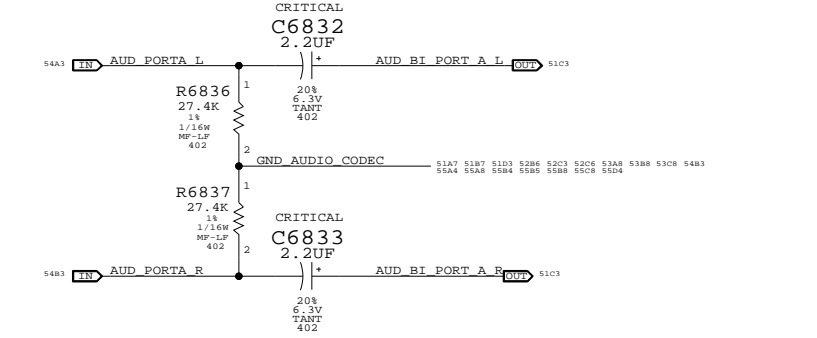 CRITICAL
C6832
2.2UF
54A3 IN AUD_PORTA_L + AUD_BI_PORT_A_L OUT 51C3
1
R6836
27.4K
1%
1/16W
MF-LF
402
20%
6.3V
TANT
402
2
GND_AUDIO_CODEC
51A7 51B7 51D3 52B6 52C3 52C6 53A8 53B8 53C8 54B3
55A4 55A8 55B4 55B5 55B8 55C8 55D4
1
R6837
27.4K
1%
1/16W
MF-LF
402
2
CRITICAL
C6833
2.2UF
54B3 IN AUD_PORTA_R + AUD_BI_PORT_A_R OUT 51C3
20%
6.3V
TANT
402